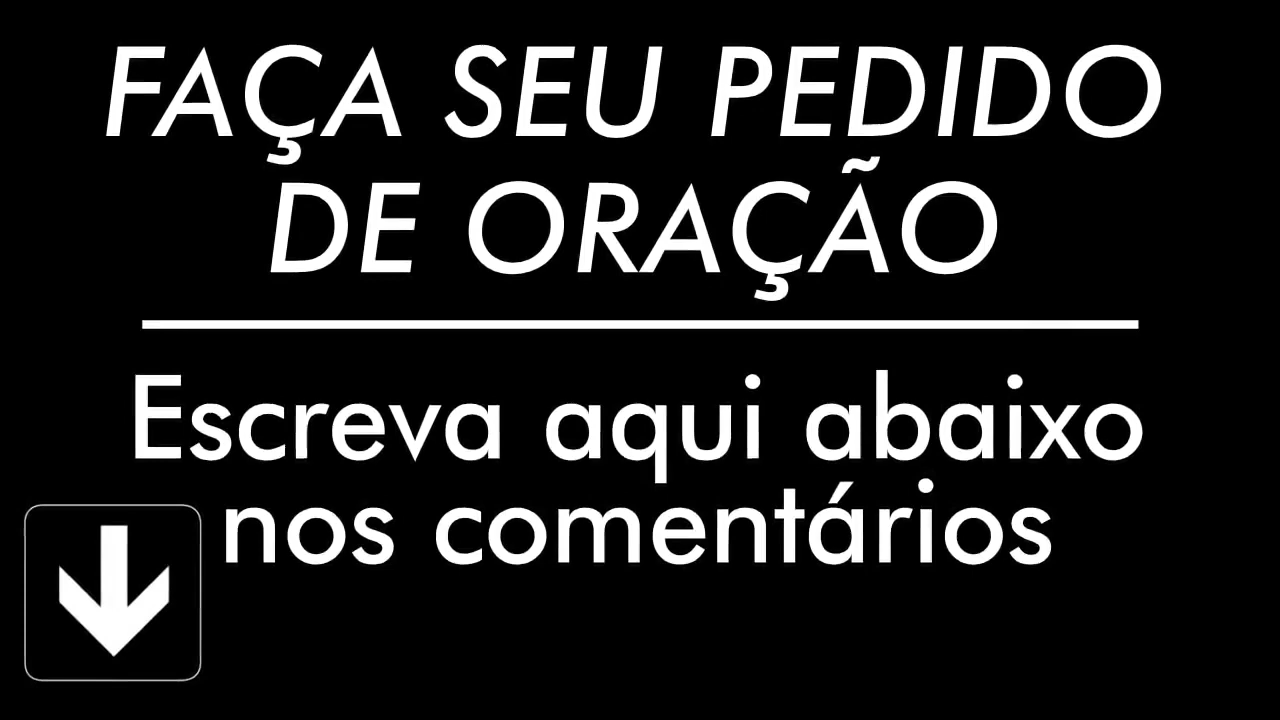 FAÇA SEU PEDIDO
DE ORAÇÃO
Escreva aqui abaixo
nos comentários